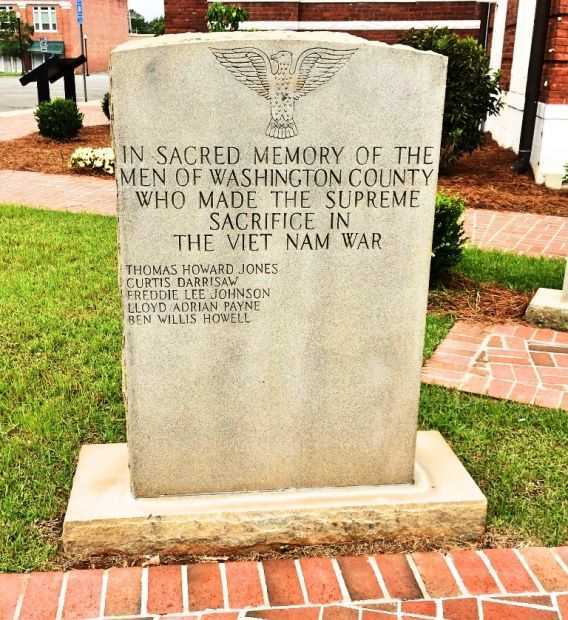 IN SACRED MEMORY OF THE
MEN OF WASHINGTON COUNTY
WHO MADE THE SUPREME
SACRIFICE IN
THE VIET NAM WAR
THOMAS HOWARD JONES
CURTIS DARRISAW
FREDDIE LEE JOHNSON
LLOYD ADRIAN PAYNE
BEN WILLIS HOWELL